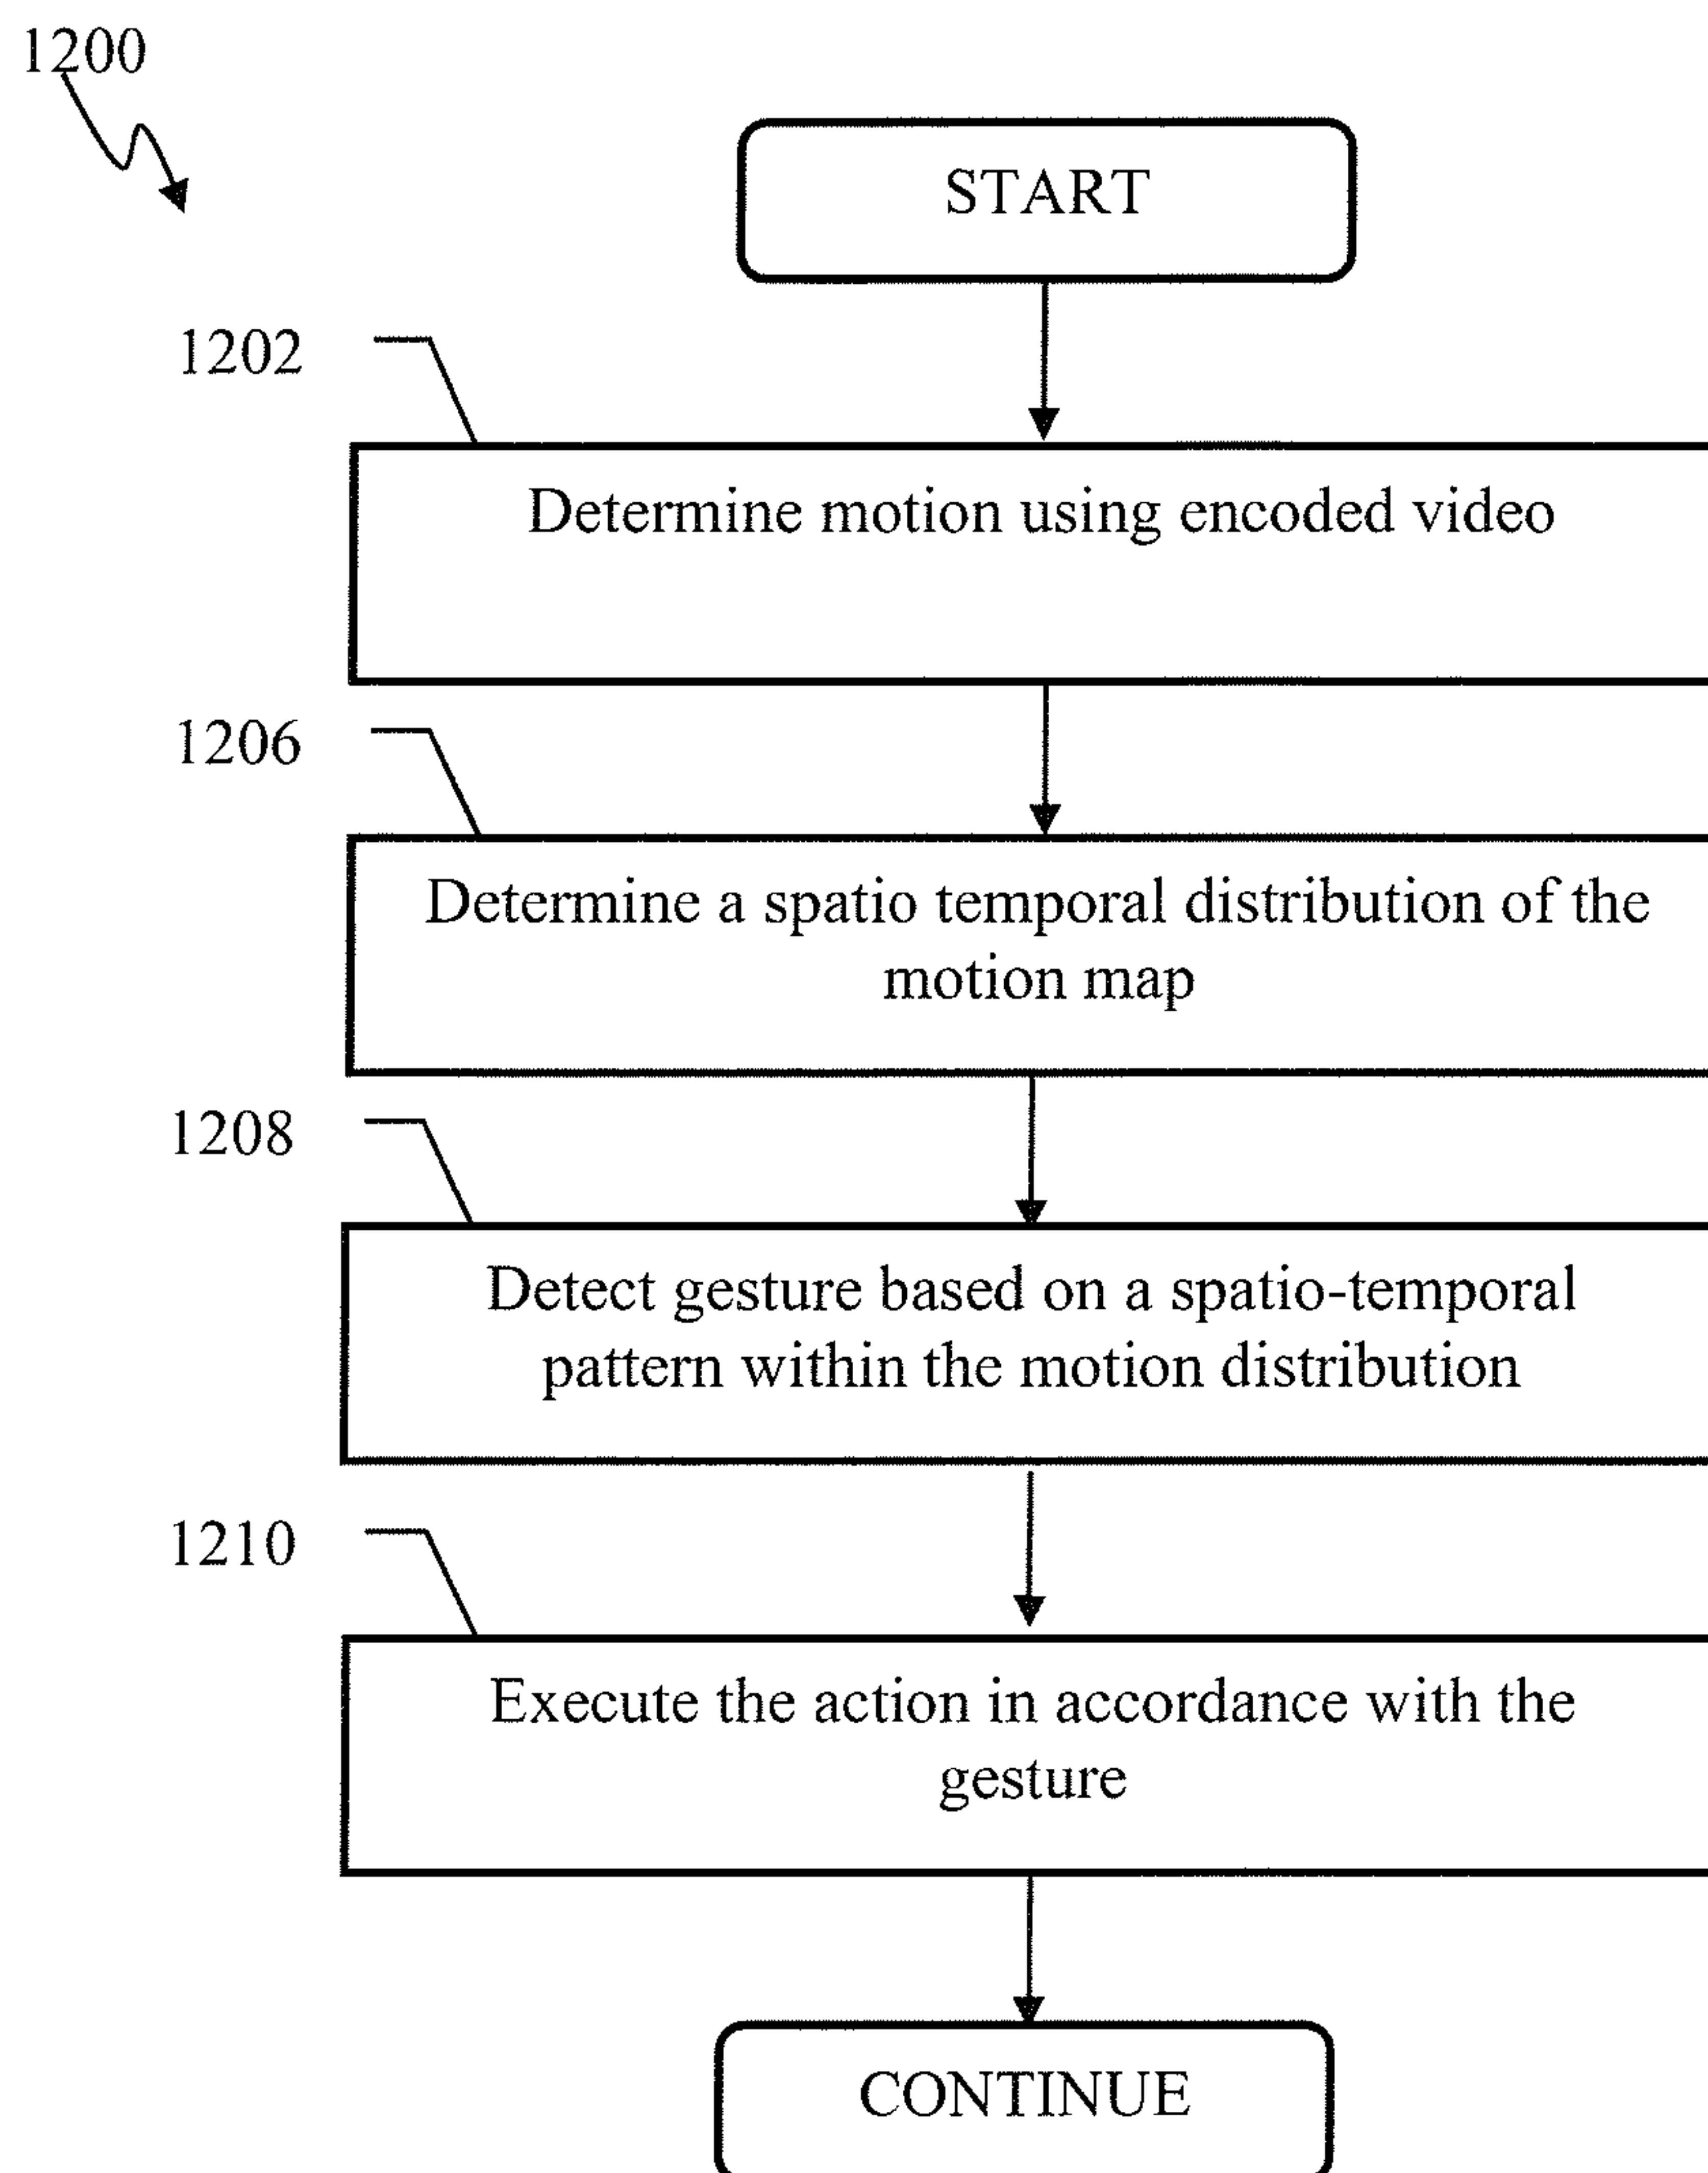 1200
START
1202
Determine motion using encoded video
1206
Determine a spatio temporal distribution of the
motion map
1208
Detect gesture based on a spatio-temporal
pattern within the motion distribution
1210
Execute the action in accordance with the
gesture
CONTINUE